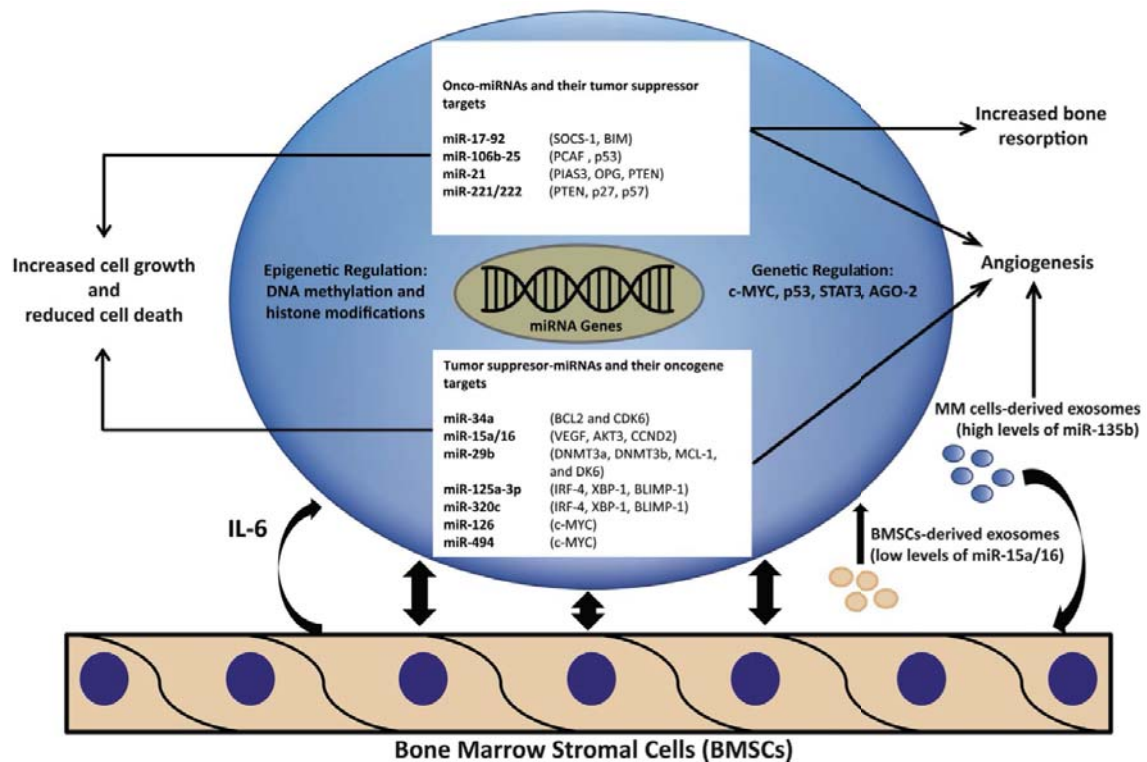 Onco-miRNAs and their tumor suppressor
targets
miR-17-92 (SOCS-1, BIM)
miR-106b-25 (PCAF , p53)
miR-21 (PIAS3, OPG, PTEN)
miR-221/222 (PTEN, p27, p57)
Increased bone
resorption
Increased cell growth
and
reduced cell death
Epigenetic Regulation:
DNA methylation and
histone modifications
miRNA Genes
Genetic Regulation:
c-MYC, p53, STAT3, AGO-2
Angiogenesis
Tumor suppresor-miRNAs and their oncogene
targets
miR-34a (BCL2 and CDK6)
miR-15a/16 (VEGF, AKT3, CCND2)
miR-29b (DNMT3a, DNMT3b, MCL-1,
and DK6)
miR-125a-3p (IRF-4, XBP-1, BLIMP-1)
miR-320c (IRF-4, XBP-1, BLIMP-1)
miR-126 (c-MYC)
miR-494 (c-MYC)
MM cells-derived exosomes
(high levels of miR-135b)
IL-6
BMSCs-derived exosomes
(low levels of miR-15a/16)
Bone Marrow Stromal Cells (BMSCs)